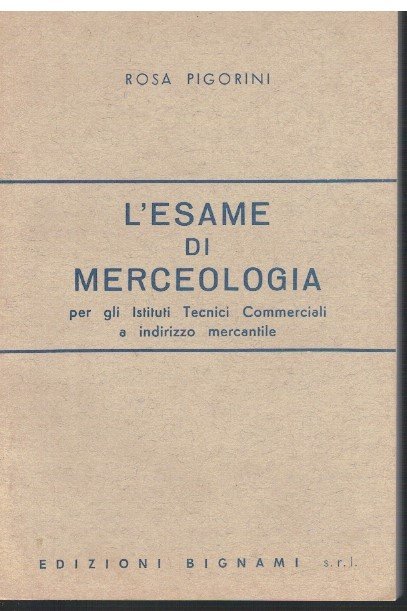 ROSA PIGORINI
L'ESAME
DI
MERCEOLOGIA
per gli Istituti Tecnici Commerciali
a indirizzo mercantile
EDIZIONI BIGNAMI s.r.l.